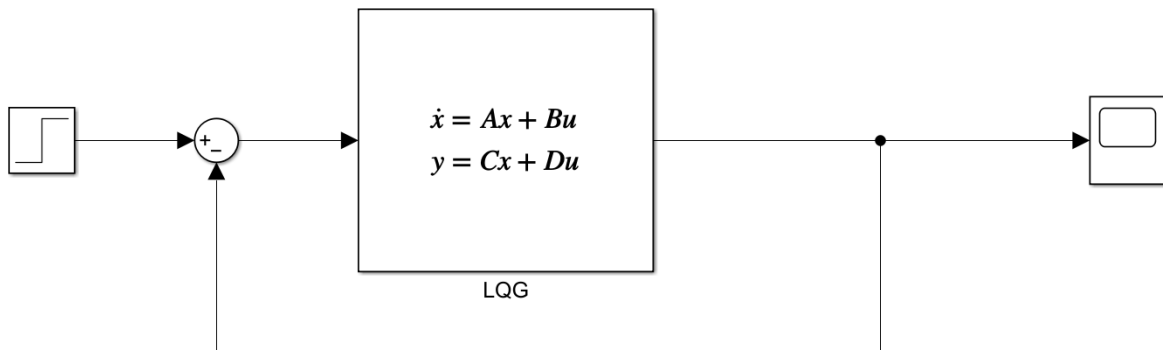 ẋ = Ax + Bu
+
−
y = Cx + Du
LQG